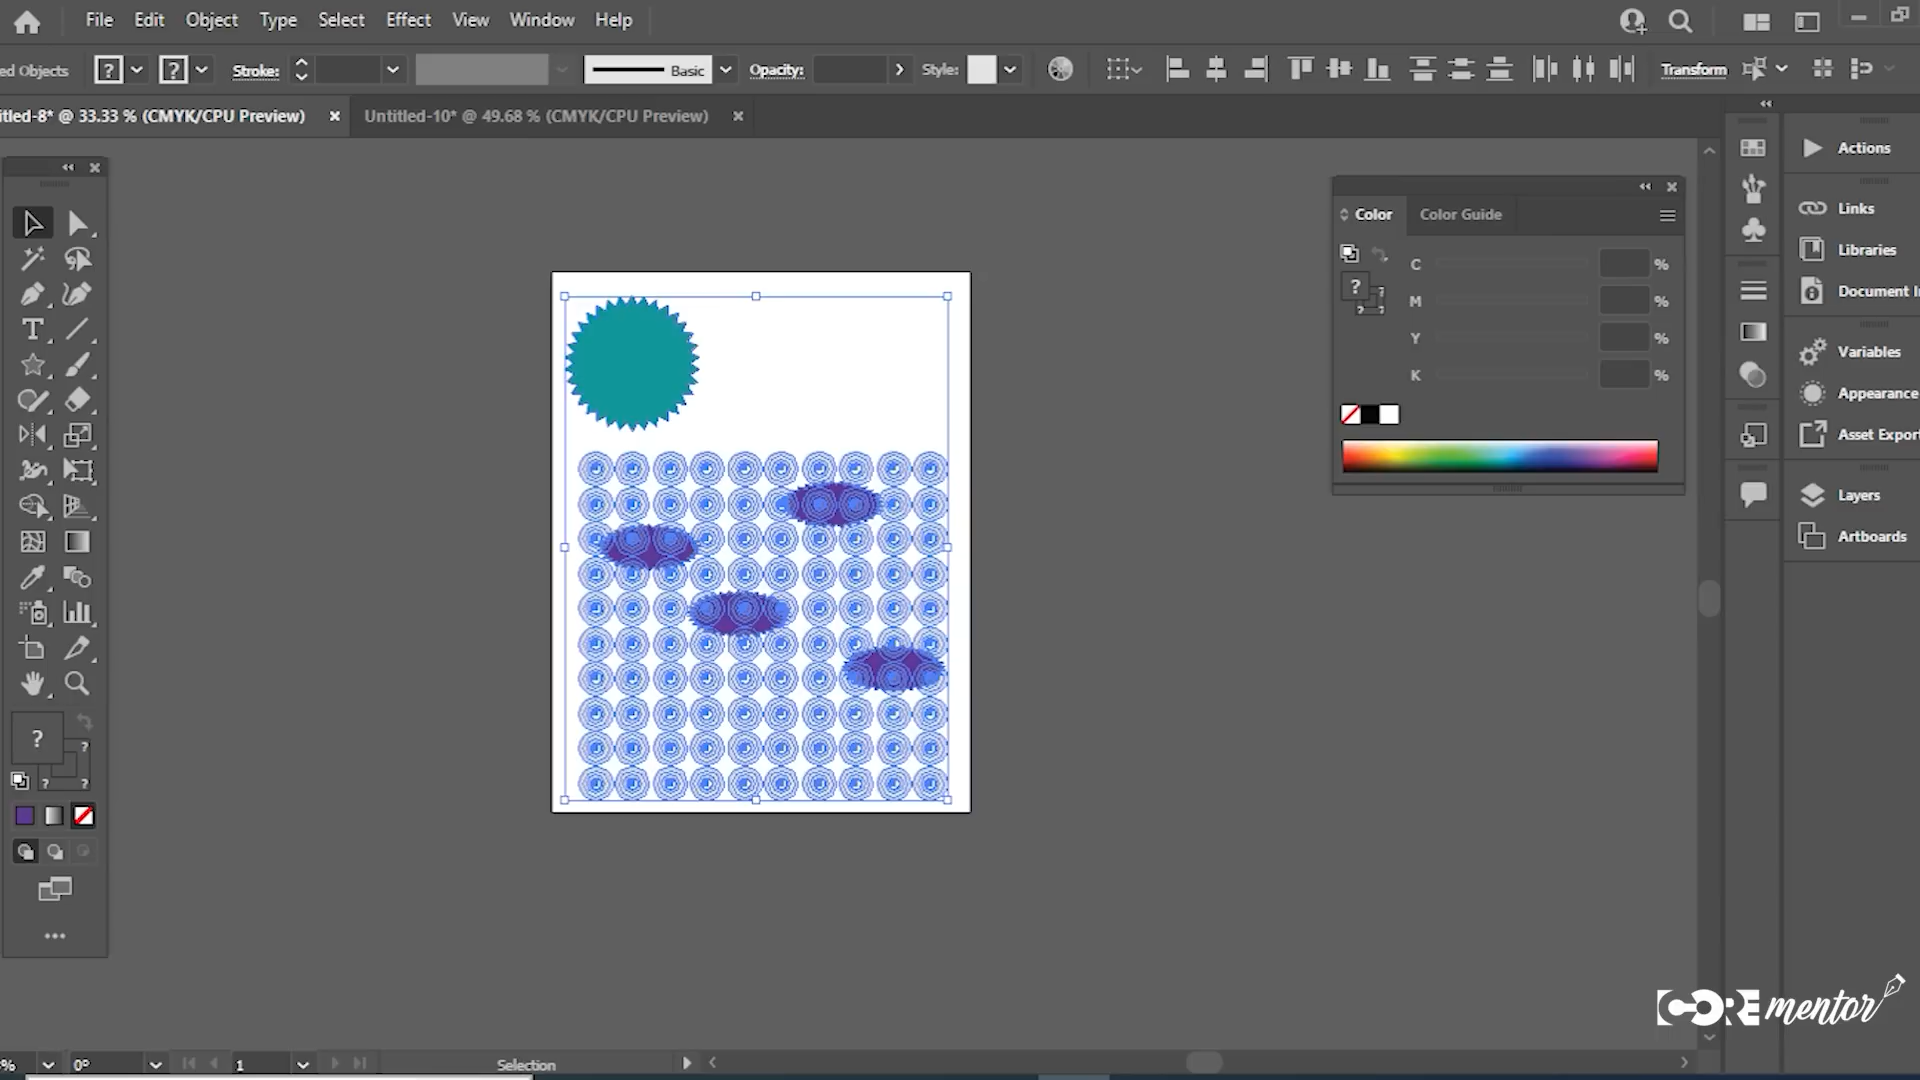 File Edit Object Type Select Effect View Window Help
ed Objects ? ? Stroke: Basic Opacity: Style: Transform
itled-8* @ 33.33 % (CMYK/CPU Preview) Untitled-10* @ 49.68 % (CMYK/CPU Preview)
Actions
Links
Libraries
Document I
Variables
Appearance
Asset Export
Layers
Artboards
Color Color Guide
C %
M %
Y %
K %
?
?
T
?
? ?
? ?
COREmentor
% 0° 1 Selection